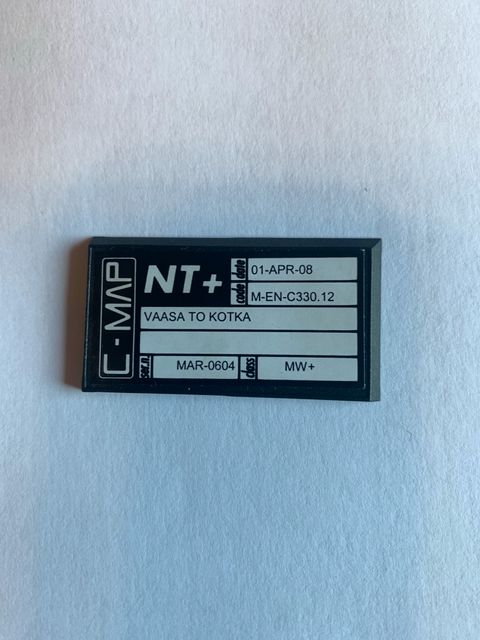 C-MAP
NT+
date 01-APR-08
code M-EN-C330.12
VAASA TO KOTKA
ser.n. MAR-0604 class MW+